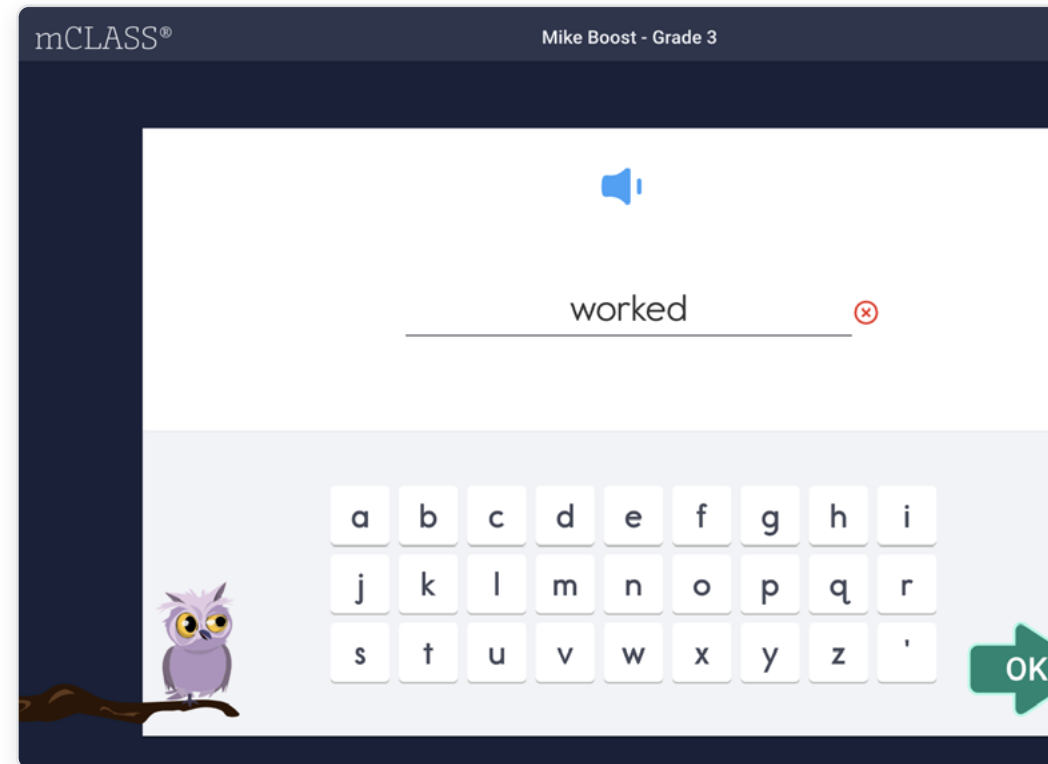 mCLASS®
Mike Boost - Grade 3
worked
a b c d e f g h i
j k l m n o p q r
s t u v w x y z '
OK